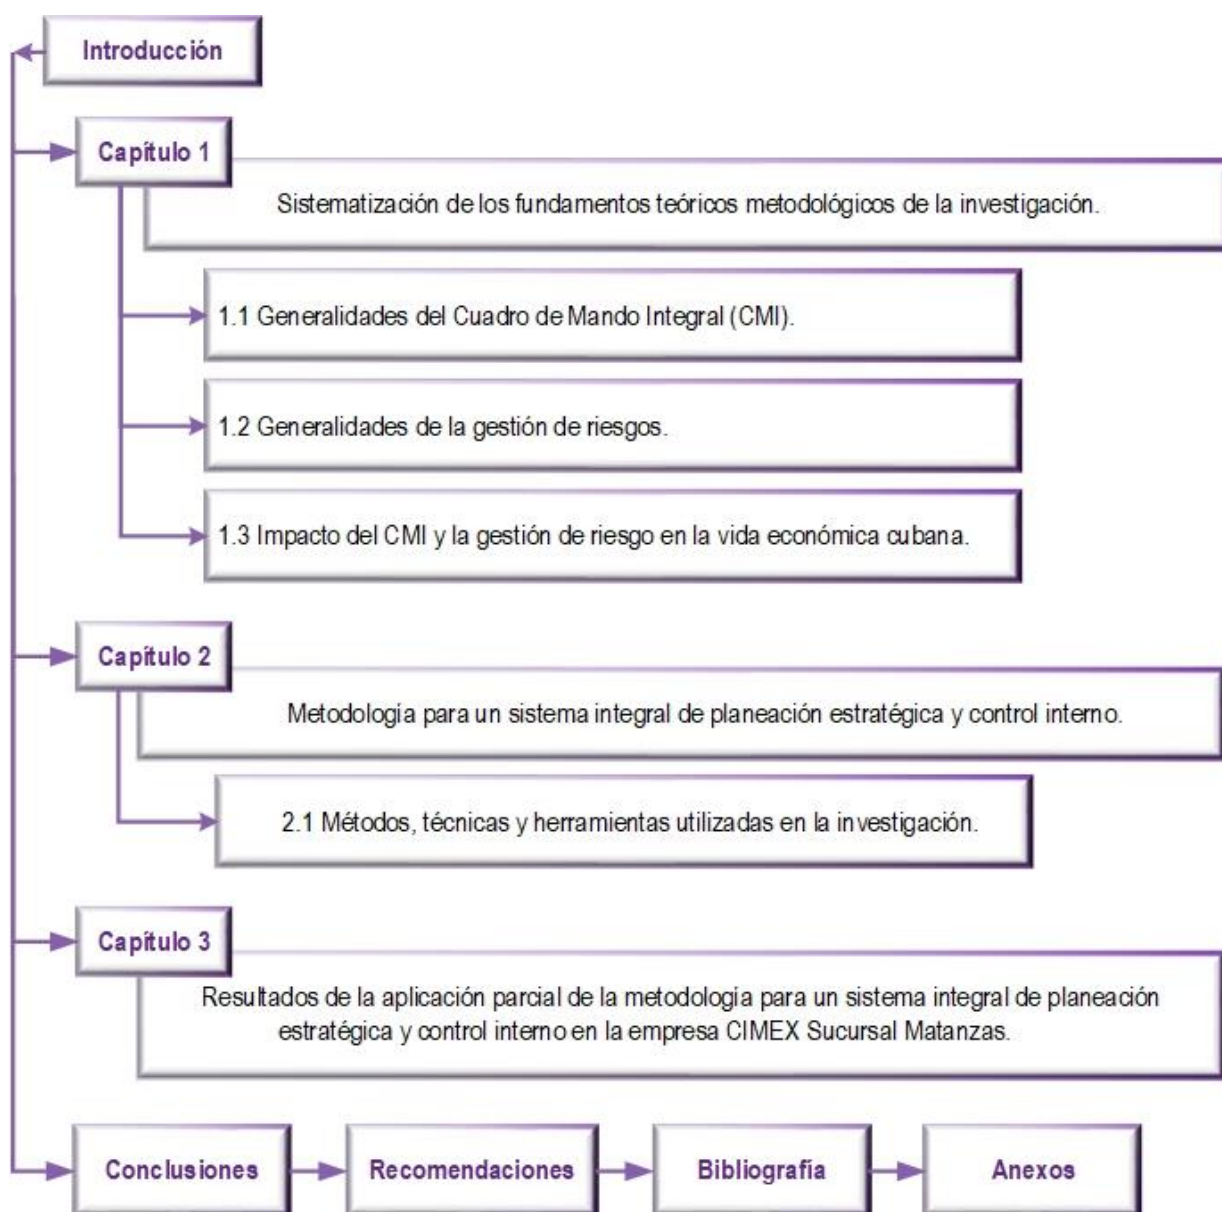 Introducción
Capítulo 1
Sistematización de los fundamentos teóricos metodológicos de la investigación.
1.1 Generalidades del Cuadro de Mando Integral (CMI).
1.2 Generalidades de la gestión de riesgos.
1.3 Impacto del CMI y la gestión de riesgo en la vida económica cubana.
Capítulo 2
Metodología para un sistema integral de planeación estratégica y control interno.
2.1 Métodos, técnicas y herramientas utilizadas en la investigación.
Capítulo 3
Resultados de la aplicación parcial de la metodología para un sistema integral de planeación
estratégica y control interno en la empresa CIMEX Sucursal Matanzas.
Conclusiones
Recomendaciones
Bibliografía
Anexos